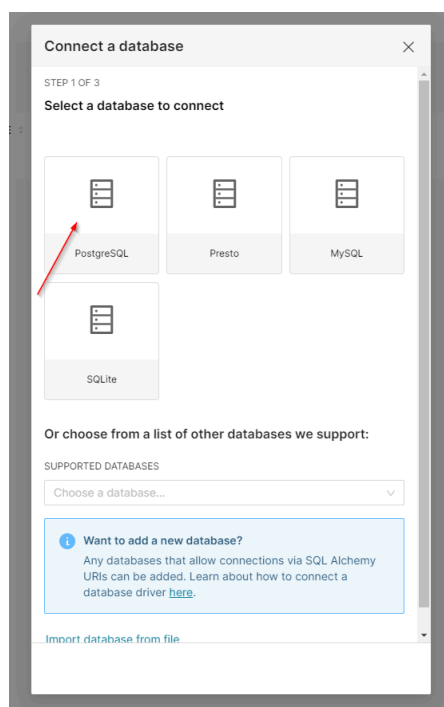 Connect a database
STEP 1 OF 3
Select a database to connect
PostgreSQL
Presto
MySQL
SQLite
Or choose from a list of other databases we support:
SUPPORTED DATABASES
Choose a database...
Want to add a new database?
Any databases that allow connections via SQL Alchemy
URIs can be added. Learn about how to connect a
database driver here.
Import database from file